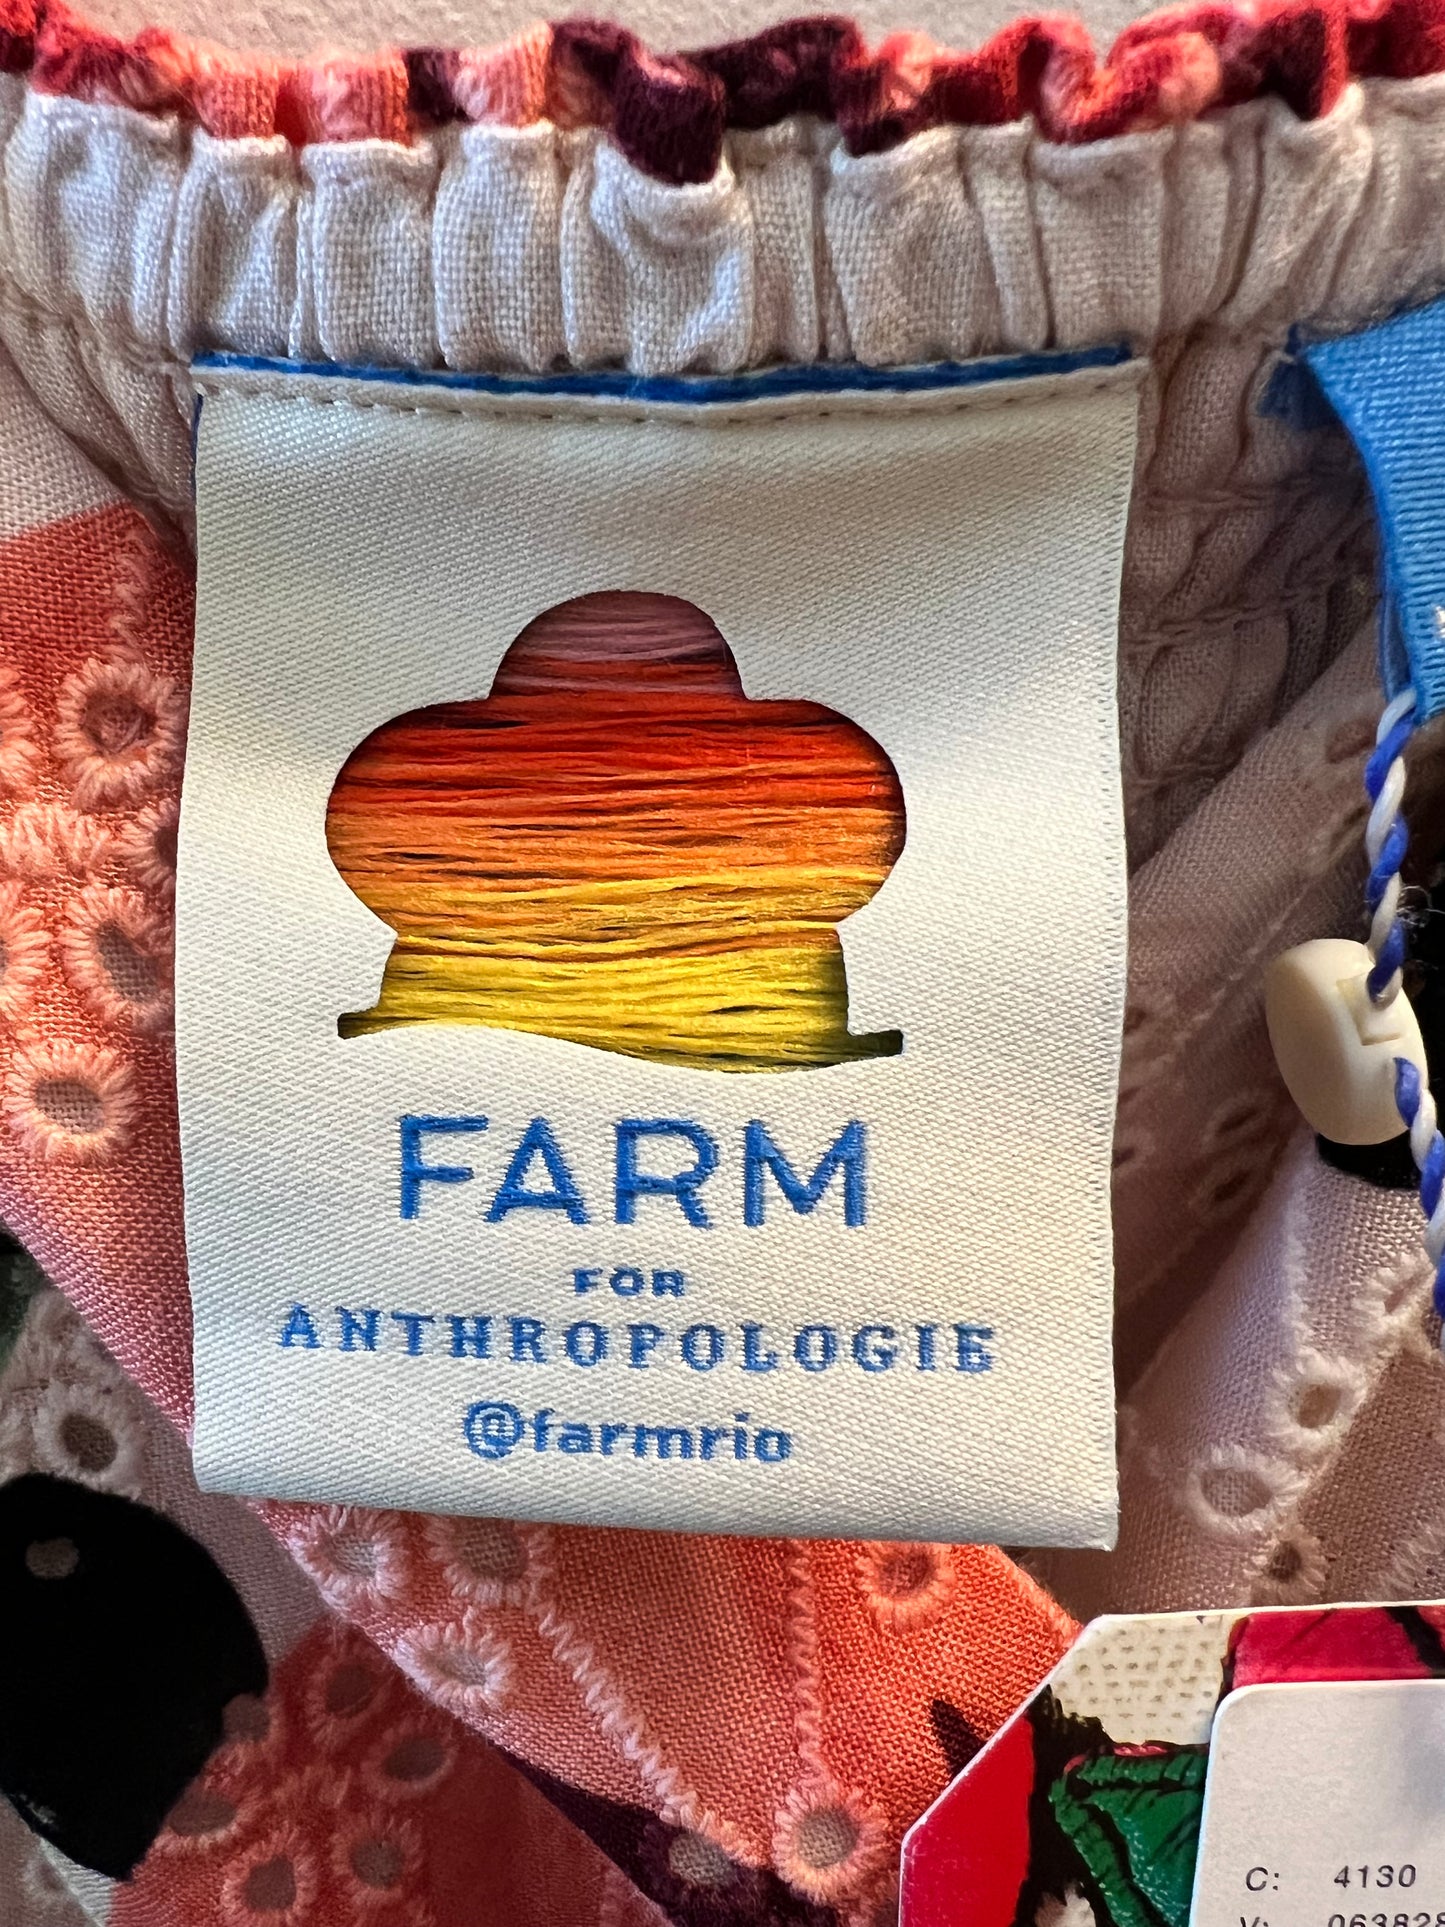 FARM
FOR
ANTHROPOLOGIE
@farmrio
C: 4130